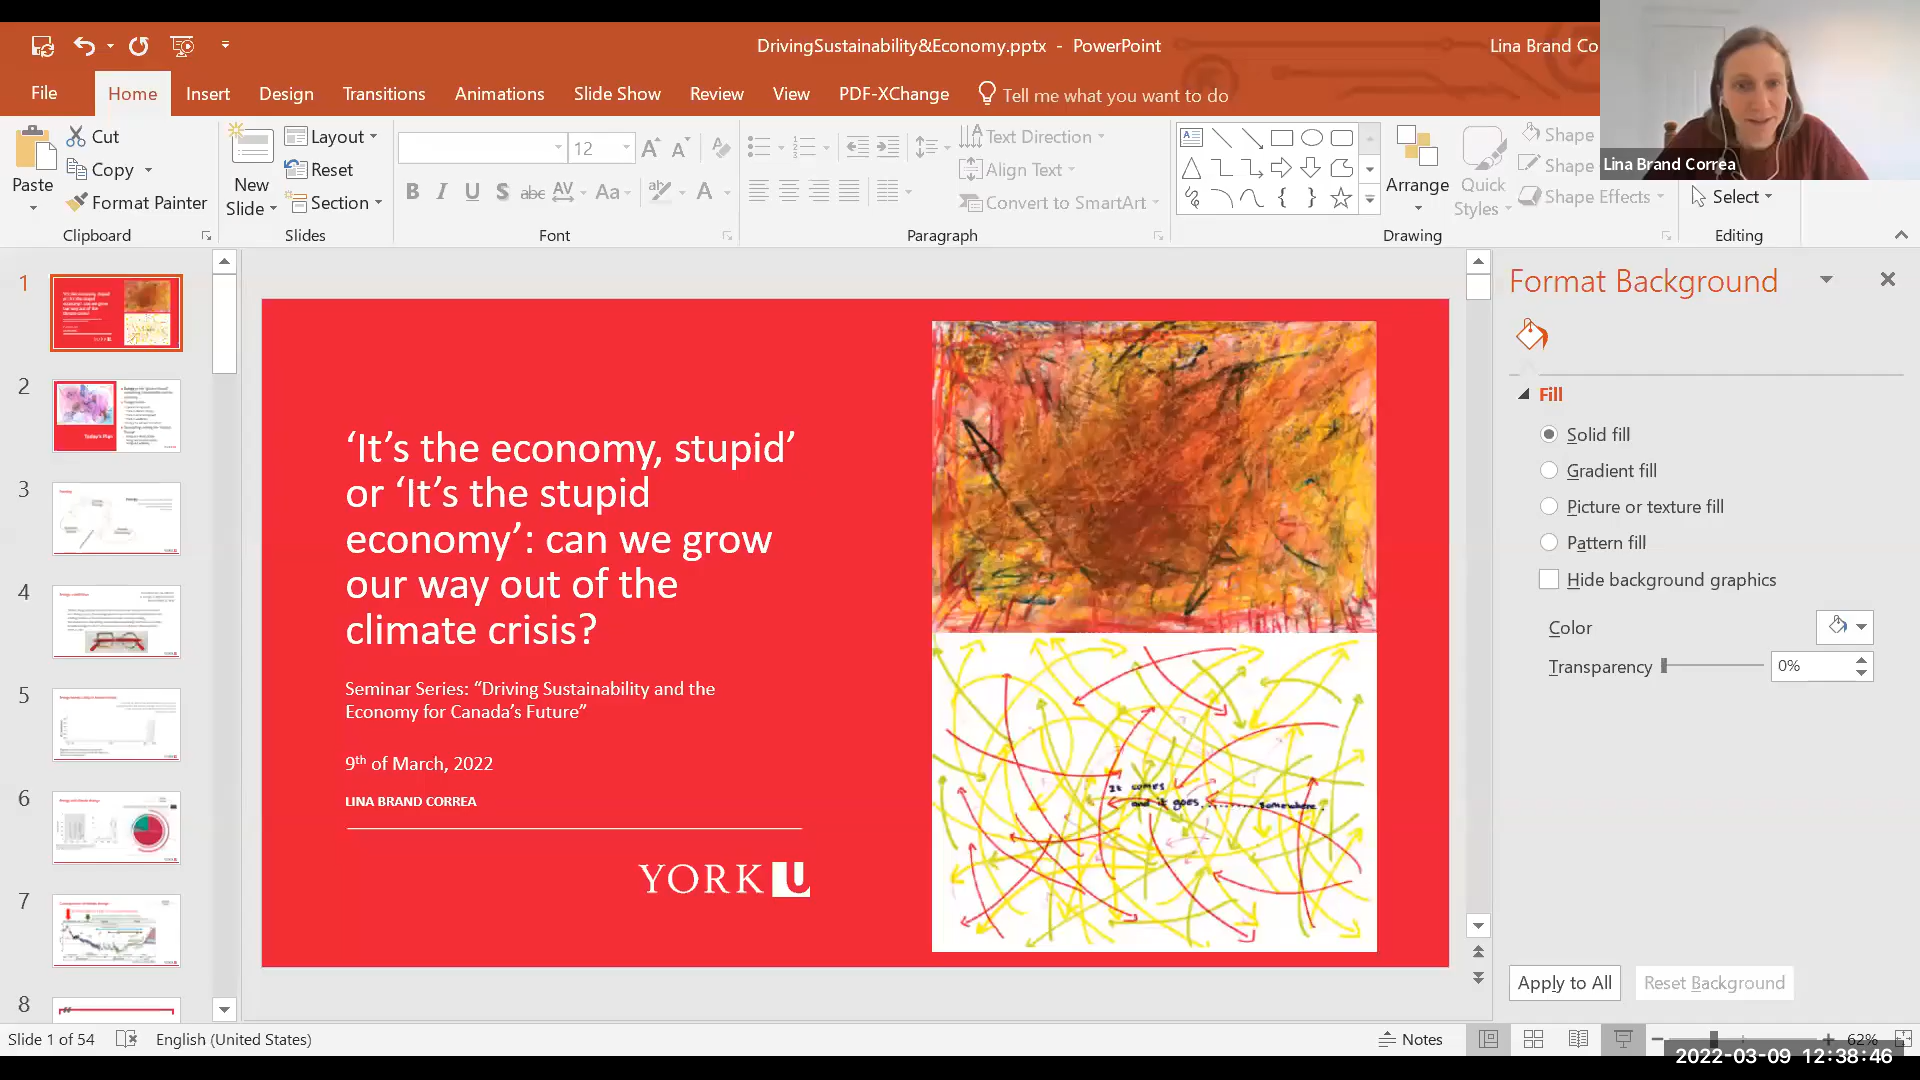 DrivingSustainability&Economy.pptx - PowerPoint
Lina Brand Co
File Home Insert Design Transitions Animations Slide Show Review View PDF-XChange Tell me what you want to do
Paste
Cut
Copy
Format Painter
Clipboard
New Slide
Layout
Reset
Section
Slides
12
B I U S abc AV Aa A
Font
Text Direction
Align Text
Convert to SmartArt
Paragraph
Arrange
Quick Styles
Shape
Shape
Shape Effects
Drawing
Select
Editing
Lina Brand Correa
1
2
Today's Plan
3
4
5
6
7
8
‘It’s the economy, stupid’
or ‘It’s the stupid
economy’: can we grow
our way out of the
climate crisis?
Seminar Series: “Driving Sustainability and the
Economy for Canada’s Future”
9th of March, 2022
LINA BRAND CORREA
YORK U
It comes
and it goes......... somewhere.
Format Background
Fill
Solid fill
Gradient fill
Picture or texture fill
Pattern fill
Hide background graphics
Color
Transparency 0%
Apply to All Reset Background
Slide 1 of 54 English (United States) Notes 62%
2022-03-09 12:38:46